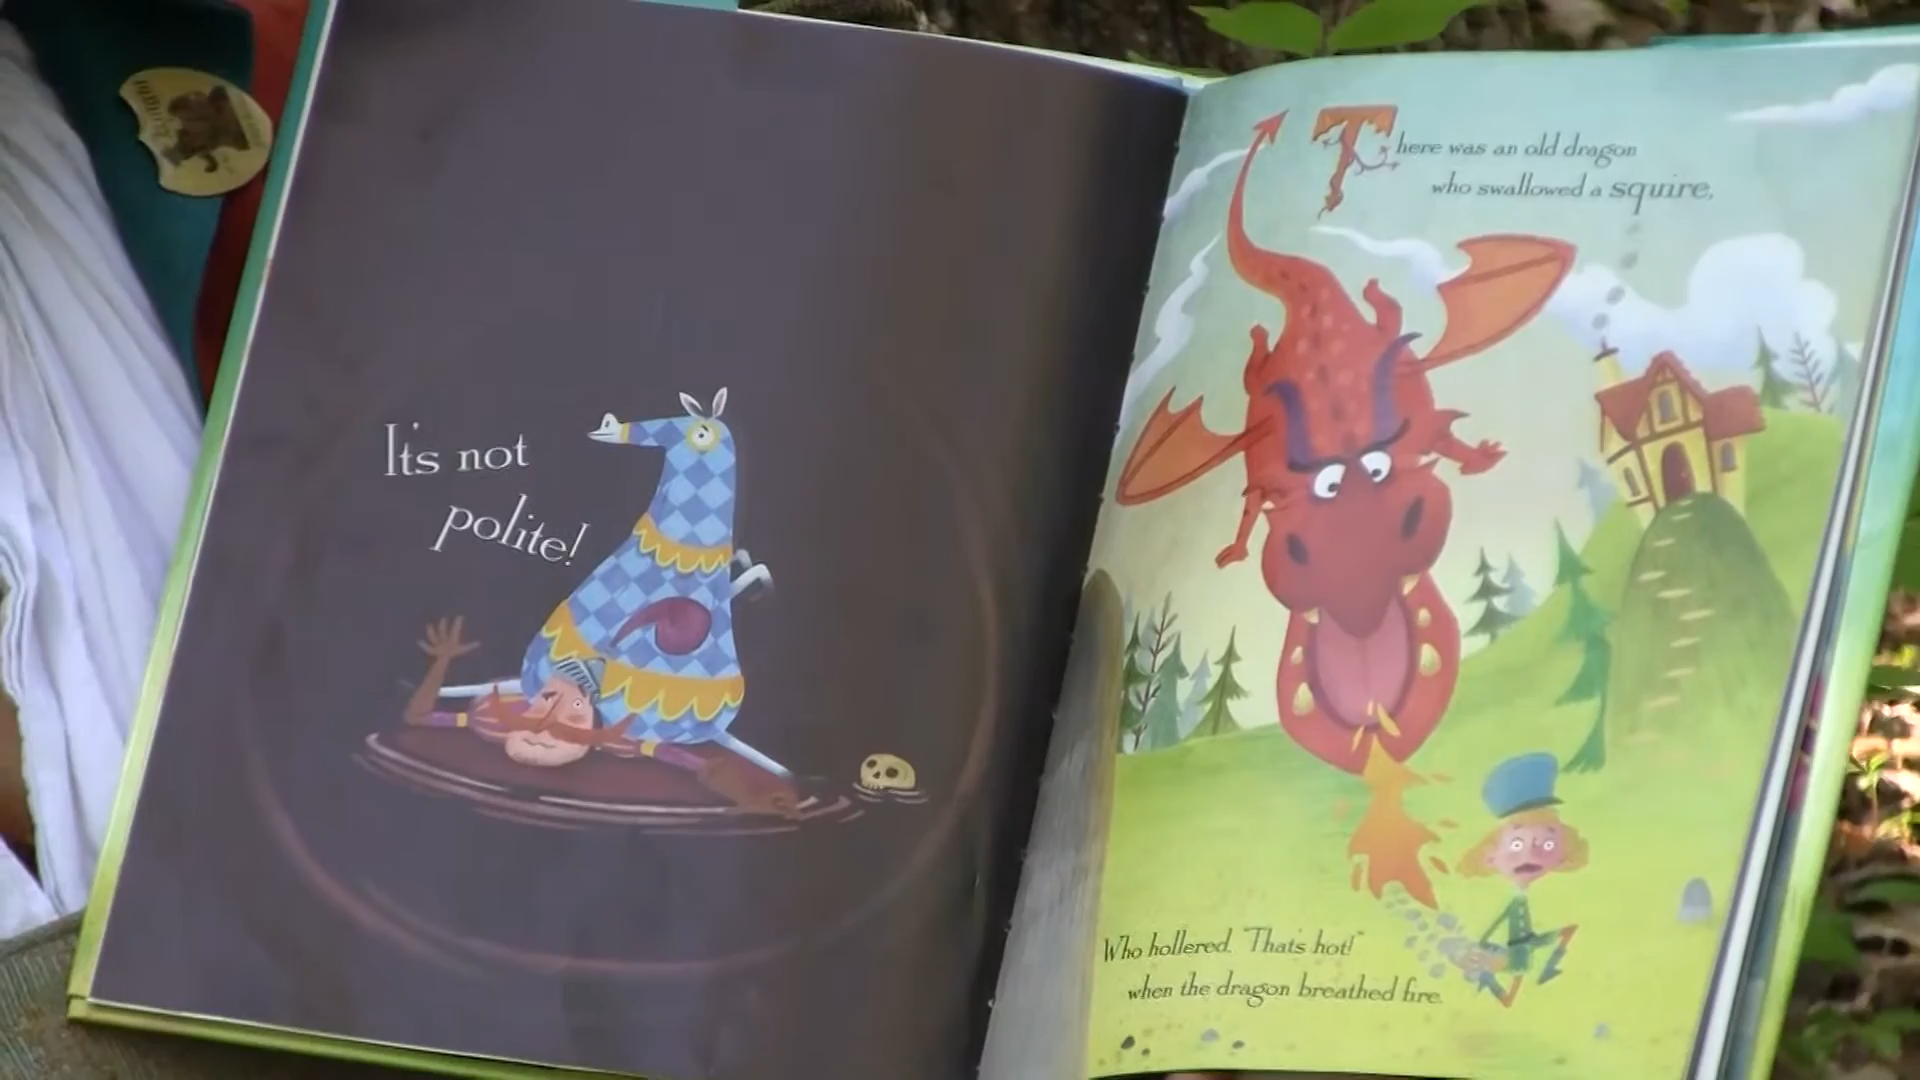 It's not
polite!
There was an old dragon
who swallowed a squire,
Who hollered, "That's hot!"
when the dragon breathed fire.